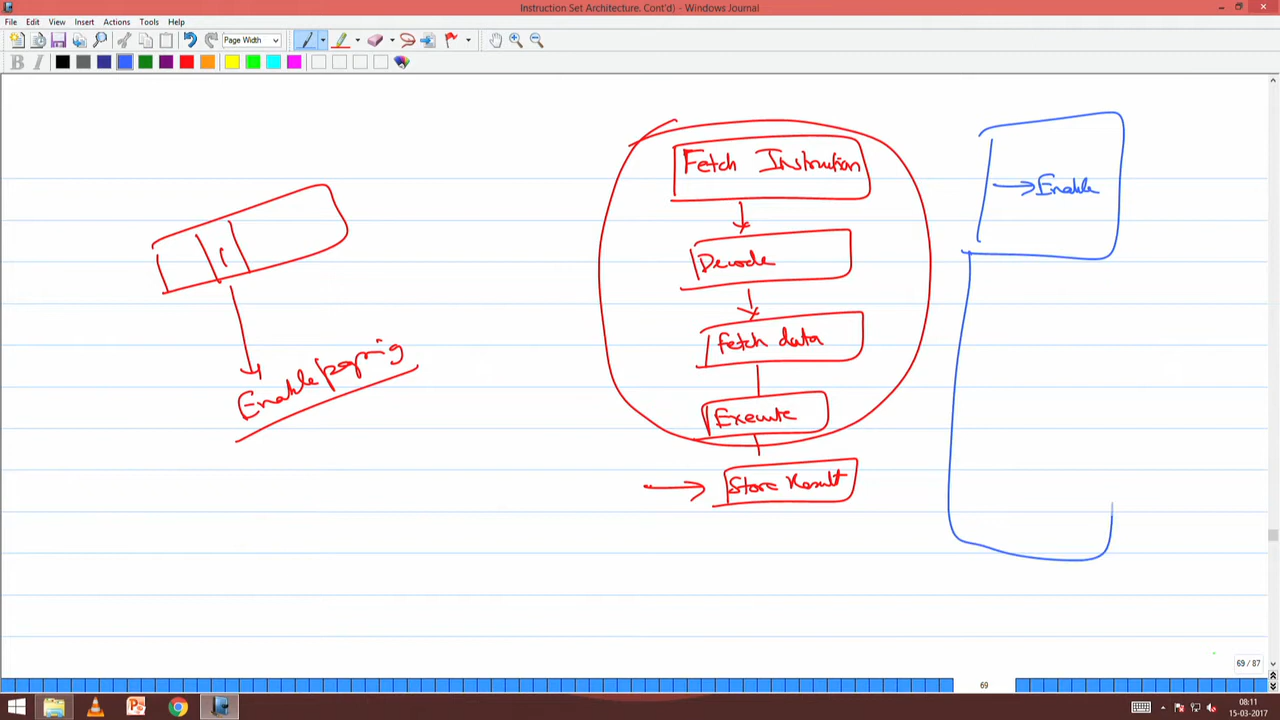 Instruction Set Architecture. Cont'd) - Windows Journal
File Edit View Insert Actions Tools Help
Page Width
B I
Fetch Instruction
Enable
1
Decode
Fetch data
Enable paging
Execute
Store Result
69 / 87
69
08:11
15-03-2017